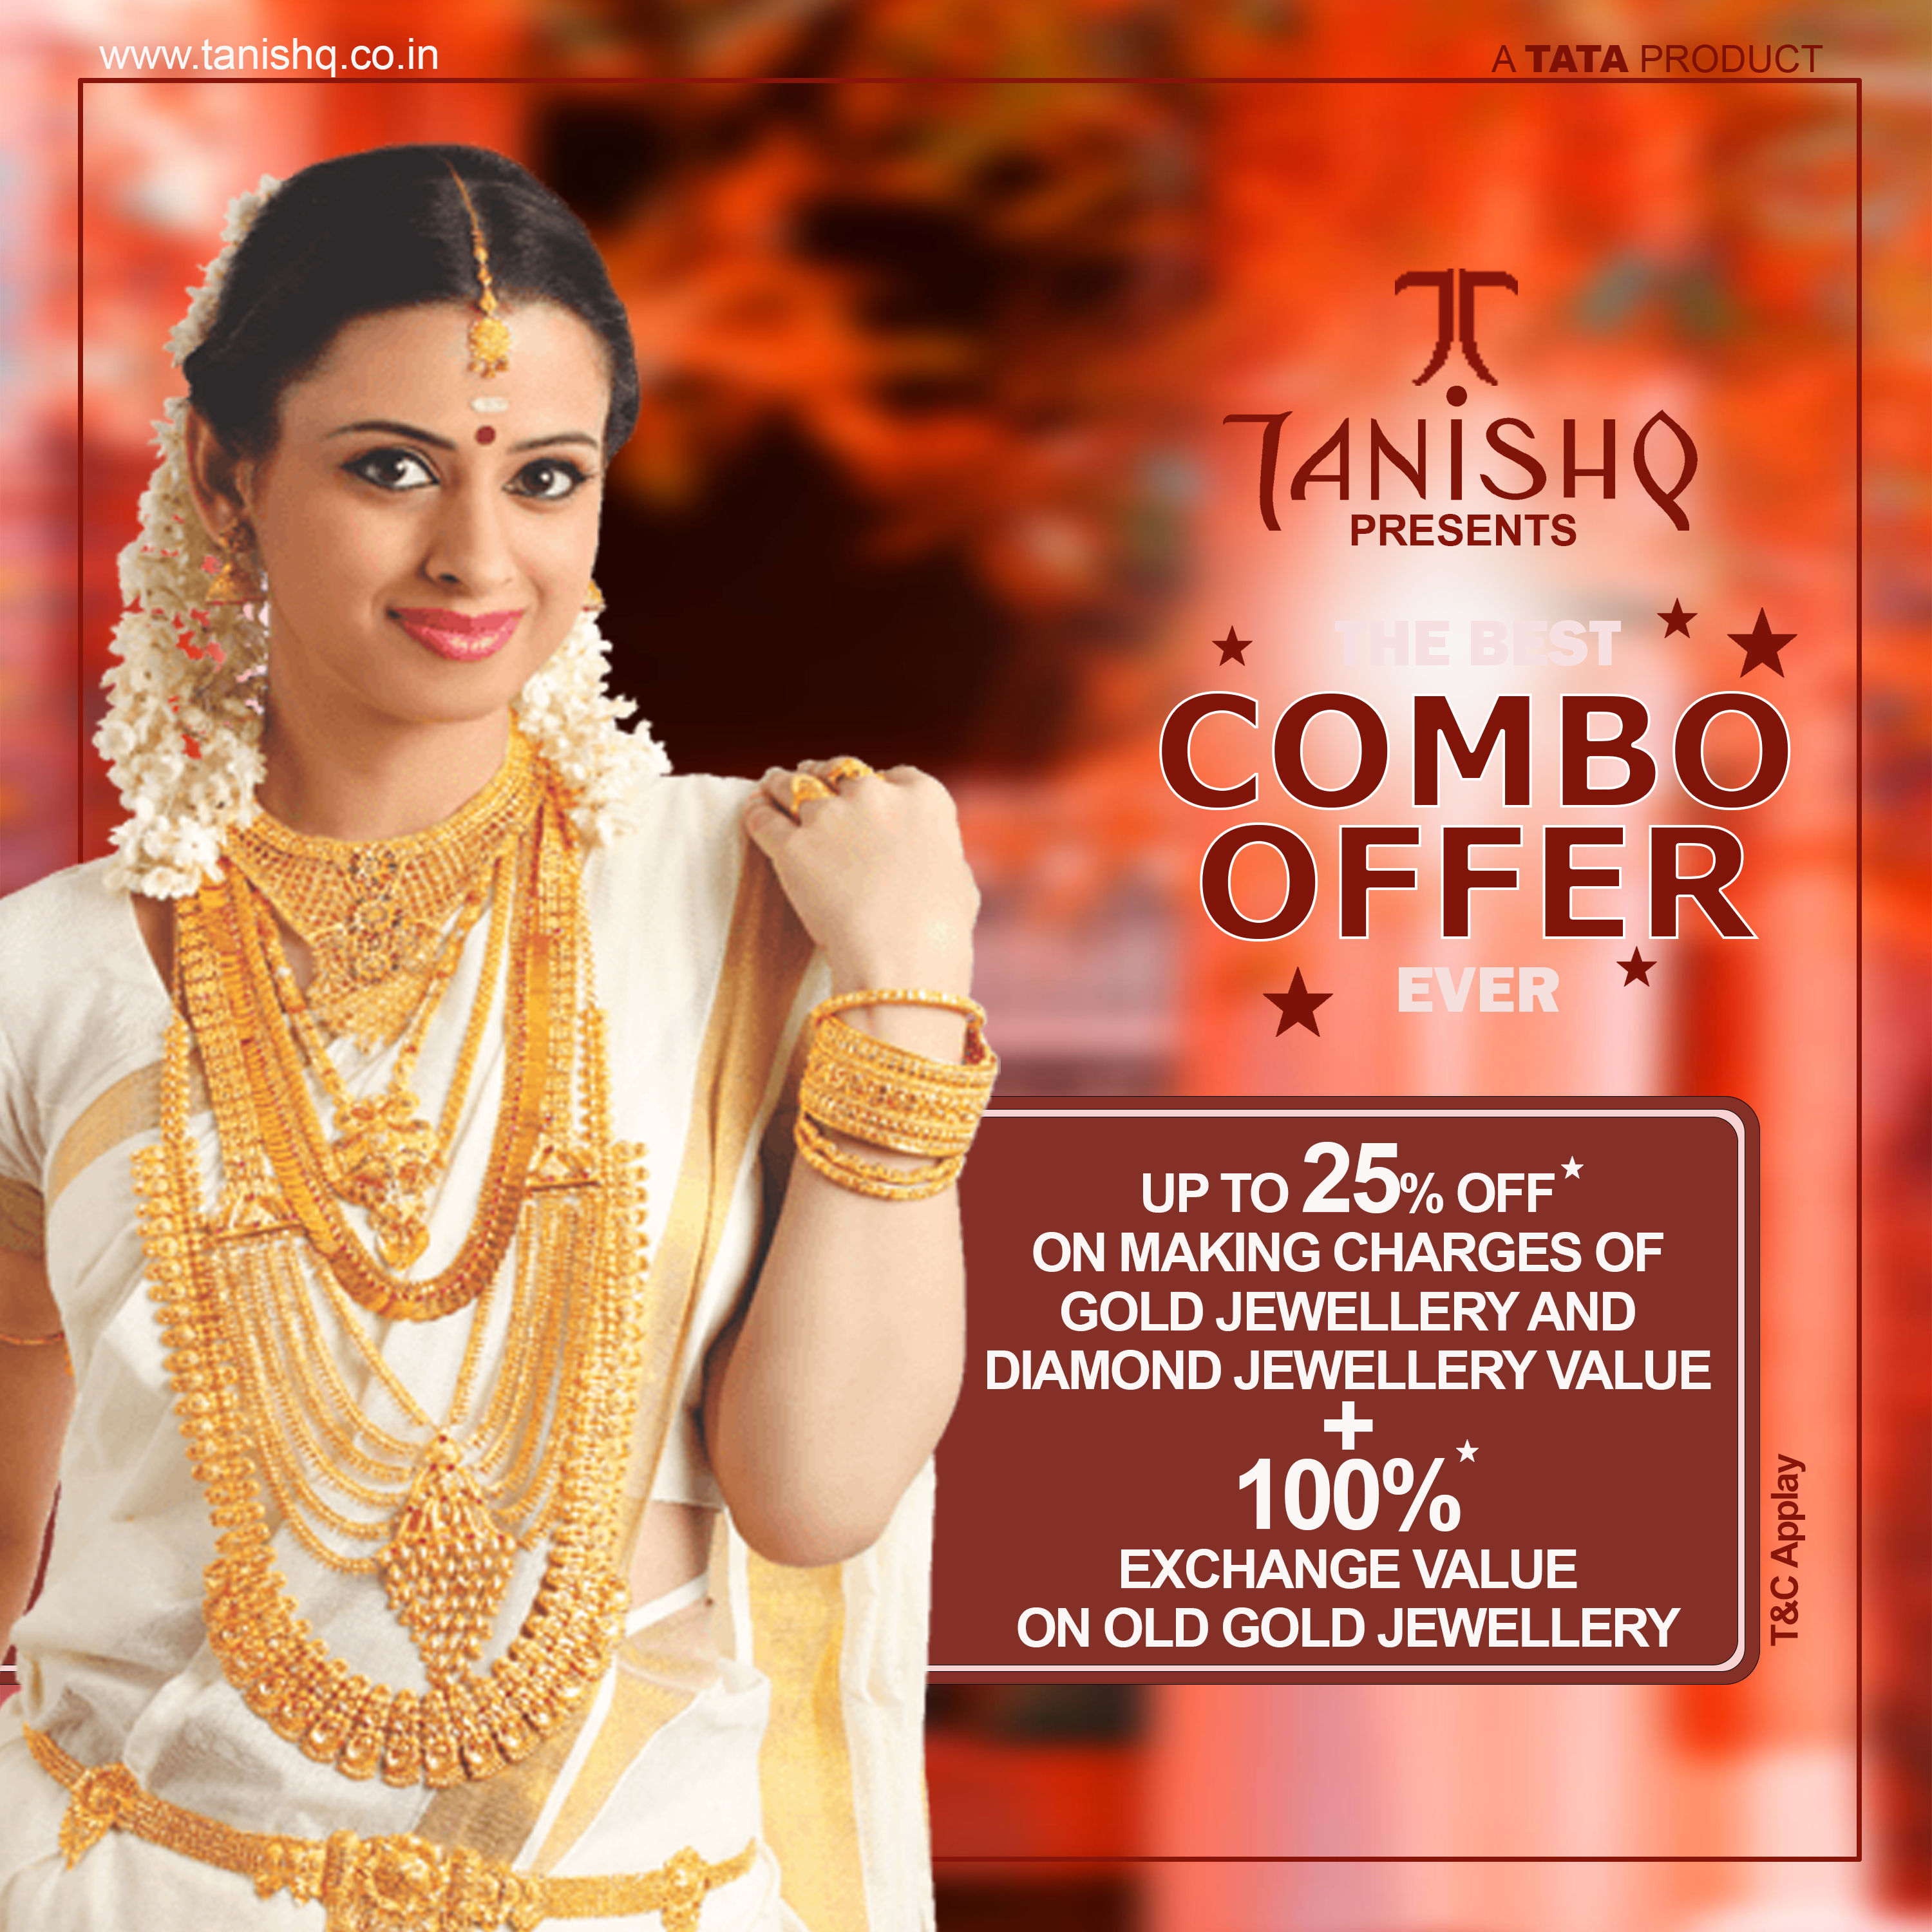 www.tanishq.co.in
A TATA PRODUCT
TANiSHQ
PRESENTS
THE BEST
COMBO
OFFER
EVER
UP TO 25% OFF★
ON MAKING CHARGES OF
GOLD JEWELLERY AND
DIAMOND JEWELLERY VALUE
+
100%★
EXCHANGE VALUE
ON OLD GOLD JEWELLERY
T&C Applay